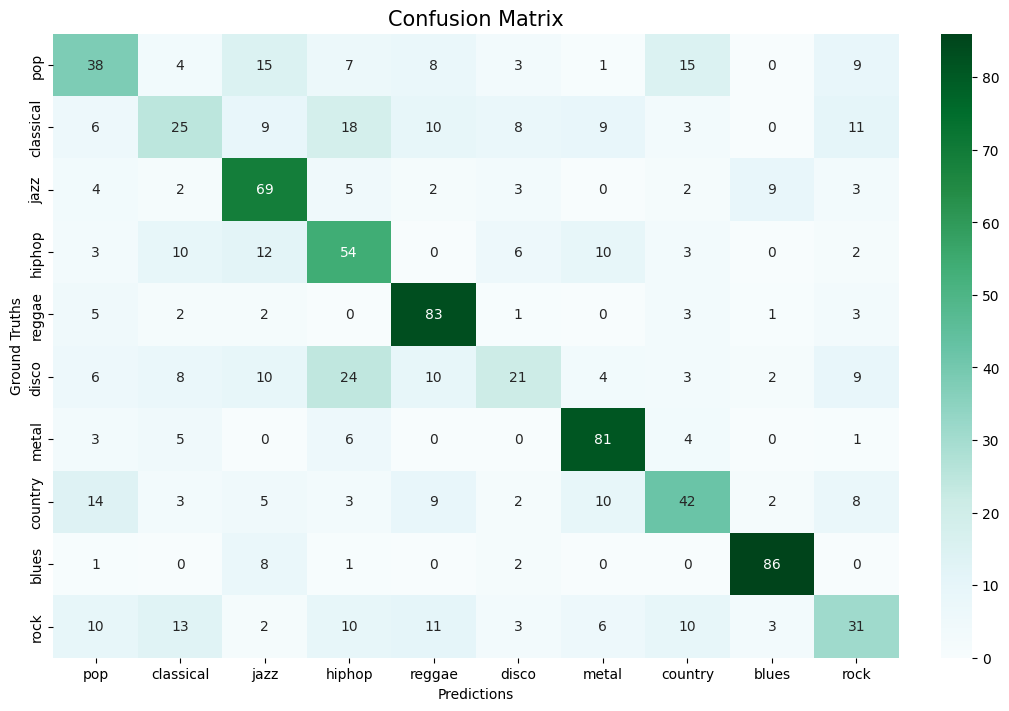 Confusion Matrix
pop 38 4 15 7 8 3 1 15 0 9
classical 6 25 9 18 10 8 9 3 0 11
jazz 4 2 69 5 2 3 0 2 9 3
hiphop 3 10 12 54 0 6 10 3 0 2
reggae 5 2 2 0 83 1 0 3 1 3
disco 6 8 10 24 10 21 4 3 2 9
metal 3 5 0 6 0 0 81 4 0 1
country 14 3 5 3 9 2 10 42 2 8
blues 1 0 8 1 0 2 0 0 86 0
rock 10 13 2 10 11 3 6 10 3 31
pop classical jazz hiphop reggae disco metal country blues rock
Predictions
Ground Truths
80
70
60
50
40
30
20
10
0